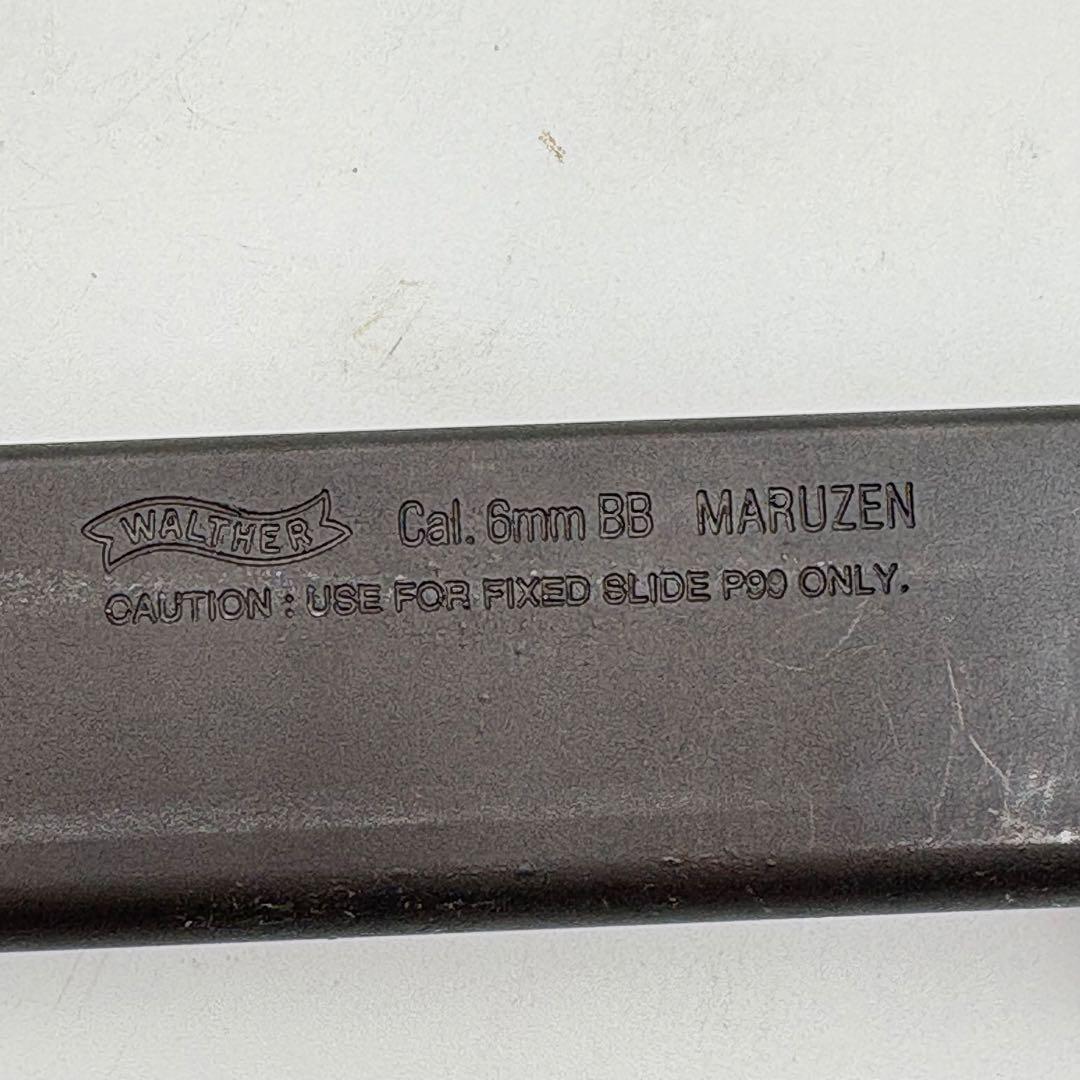 WALTHER Cal. 6mm BB MARUZEN
CAUTION : USE FOR FIXED SLIDE P99 ONLY.